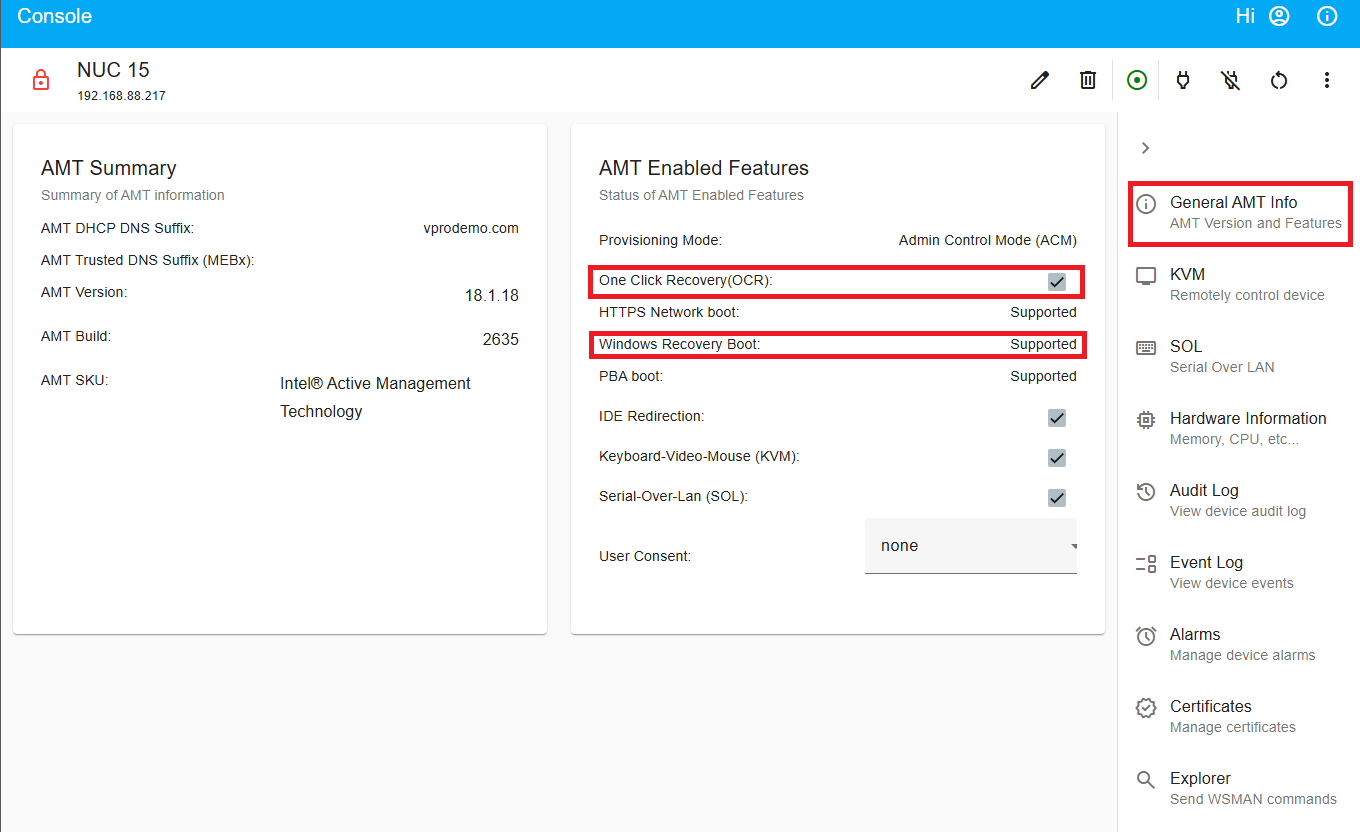 Console
Hi
NUC 15
192.168.88.217
AMT Summary
Summary of AMT information
AMT DHCP DNS Suffix: vprodemo.com
AMT Trusted DNS Suffix (MEBx):
AMT Version: 18.1.18
AMT Build: 2635
AMT SKU: Intel® Active Management
Technology
AMT Enabled Features
Status of AMT Enabled Features
Provisioning Mode: Admin Control Mode (ACM)
One Click Recovery(OCR):
HTTPS Network boot: Supported
Windows Recovery Boot: Supported
PBA boot: Supported
IDE Redirection:
Keyboard-Video-Mouse (KVM):
Serial-Over-Lan (SOL):
User Consent: none
General AMT Info
AMT Version and Features
KVM
Remotely control device
SOL
Serial Over LAN
Hardware Information
Memory, CPU, etc...
Audit Log
View device audit log
Event Log
View device events
Alarms
Manage device alarms
Certificates
Manage certificates
Explorer
Send WSMAN commands